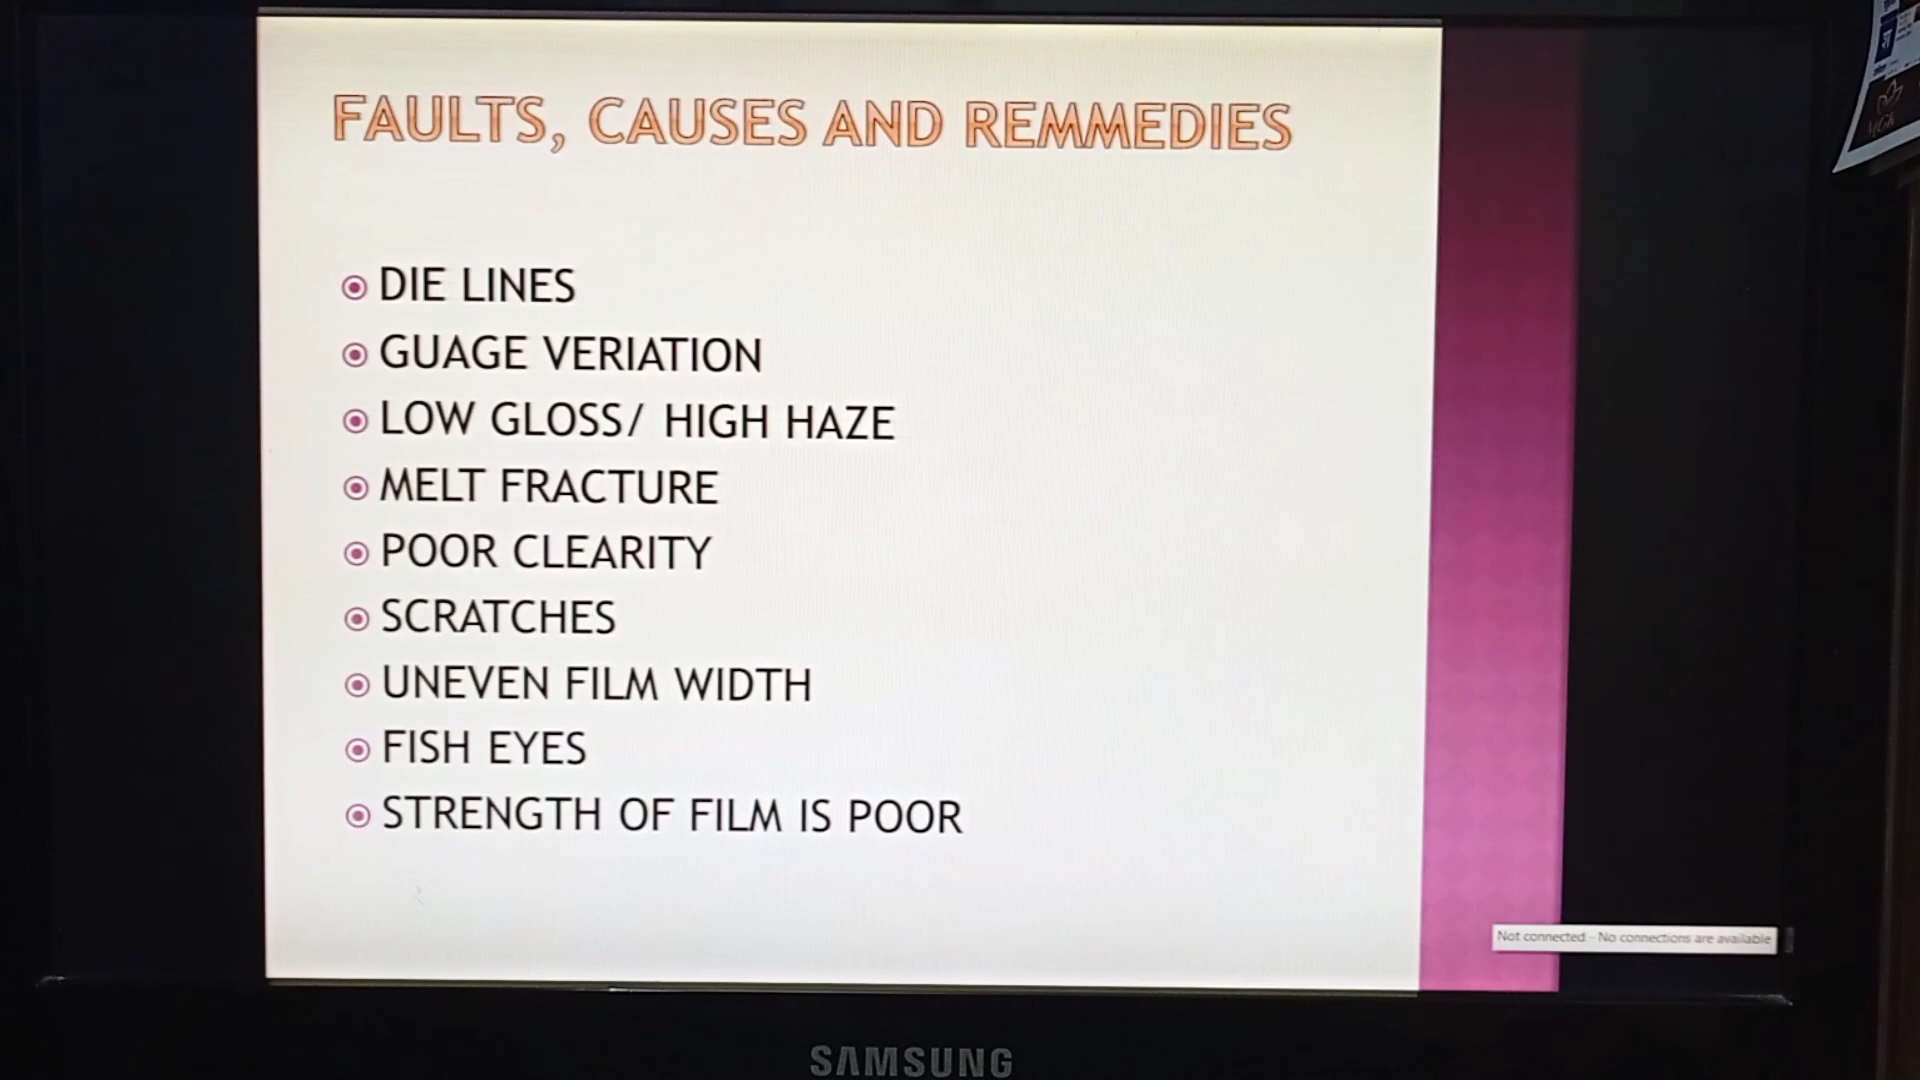 FAULTS, CAUSES AND REMMEDIES
DIE LINES
GUAGE VERIATION
LOW GLOSS/ HIGH HAZE
MELT FRACTURE
POOR CLEARITY
SCRATCHES
UNEVEN FILM WIDTH
FISH EYES
STRENGTH OF FILM IS POOR
Not connected - No connections are available
SAMSUNG